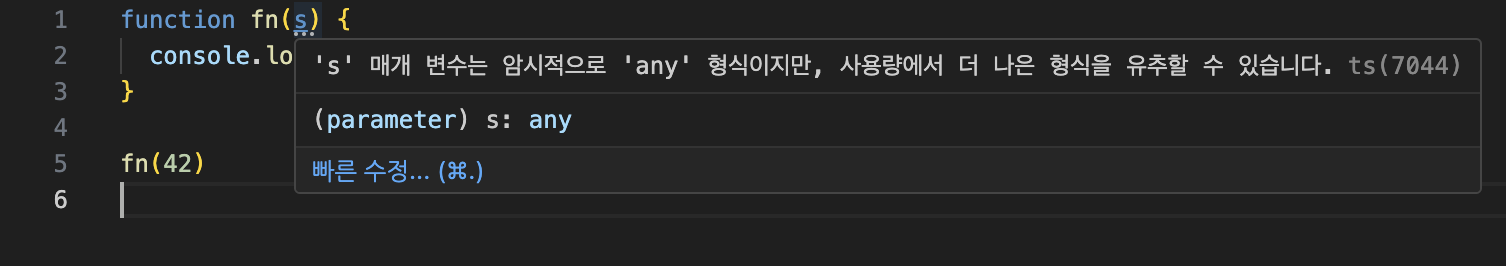 1 function fn(s) {
2 console.lo
's' 매개 변수는 암시적으로 'any' 형식이지만, 사용량에서 더 나은 형식을 유추할 수 있습니다. ts(7044)
3 }
(parameter) s: any
4
5 fn(42)
빠른 수정... (⌘.)
6